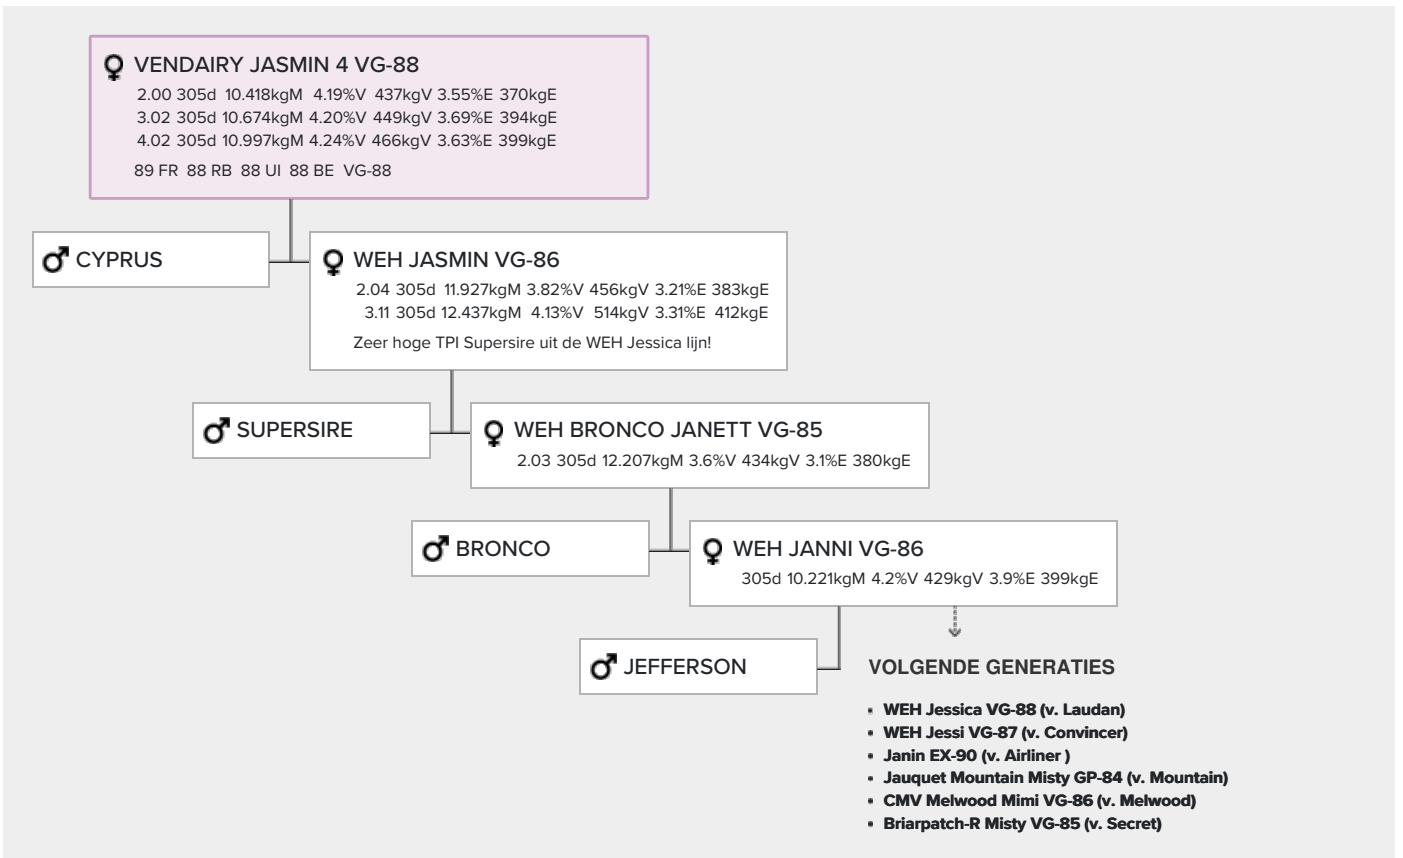 VENDAIRY JASMIN 4 VG-88
2.00 305d 10.418kgM 4.19%V 437kgV 3.55%E 370kgE
3.02 305d 10.674kgM 4.20%V 449kgV 3.69%E 394kgE
4.02 305d 10.997kgM 4.24%V 466kgV 3.63%E 399kgE
89 FR 88 RB 88 UI 88 BE VG-88
CYPRUS
WEH JASMIN VG-86
2.04 305d 11.927kgM 3.82%V 456kgV 3.21%E 383kgE
3.11 305d 12.437kgM 4.13%V 514kgV 3.31%E 412kgE
Zeer hoge TPI Supersire uit de WEH Jessica lijn!
SUPERSIRE
WEH BRONCO JANETT VG-85
2.03 305d 12.207kgM 3.6%V 434kgV 3.1%E 380kgE
BRONCO
WEH JANNI VG-86
305d 10.221kgM 4.2%V 429kgV 3.9%E 399kgE
JEFFERSON
VOLGENDE GENERATIES
• WEH Jessica VG-88 (v. Laudan)
• WEH Jessi VG-87 (v. Convincer)
• Janin EX-90 (v. Airliner )
• Jauquet Mountain Misty GP-84 (v. Mountain)
• CMV Melwood Mimi VG-86 (v. Melwood)
• Briarpatch-R Misty VG-85 (v. Secret)